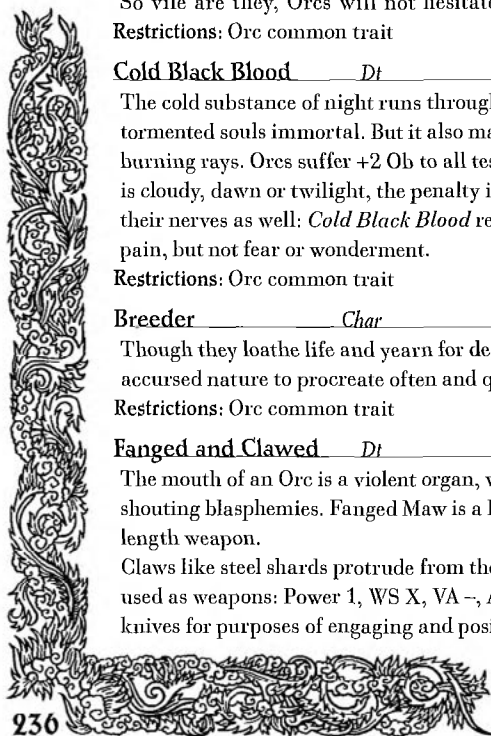 So vile are they, Orcs will not hesitate
Restrictions: Orc common trait
Cold Black Blood Dt
The cold substance of night runs through
tormented souls immortal. But it also ma
burning rays. Orcs suffer +2 Ob to all tes
is cloudy, dawn or twilight, the penalty i
their nerves as well: Cold Black Blood re
pain, but not fear or wonderment.
Restrictions: Orc common trait
Breeder Char
Though they loathe life and yearn for de
accursed nature to procreate often and q
Restrictions: Orc common trait
Fanged and Clawed Dt
The mouth of an Orc is a violent organ, v
shouting blasphemies. Fanged Maw is a
length weapon.
Claws like steel shards protrude from the
used as weapons: Power 1, WS X, VA –, A
knives for purposes of engaging and posi
236